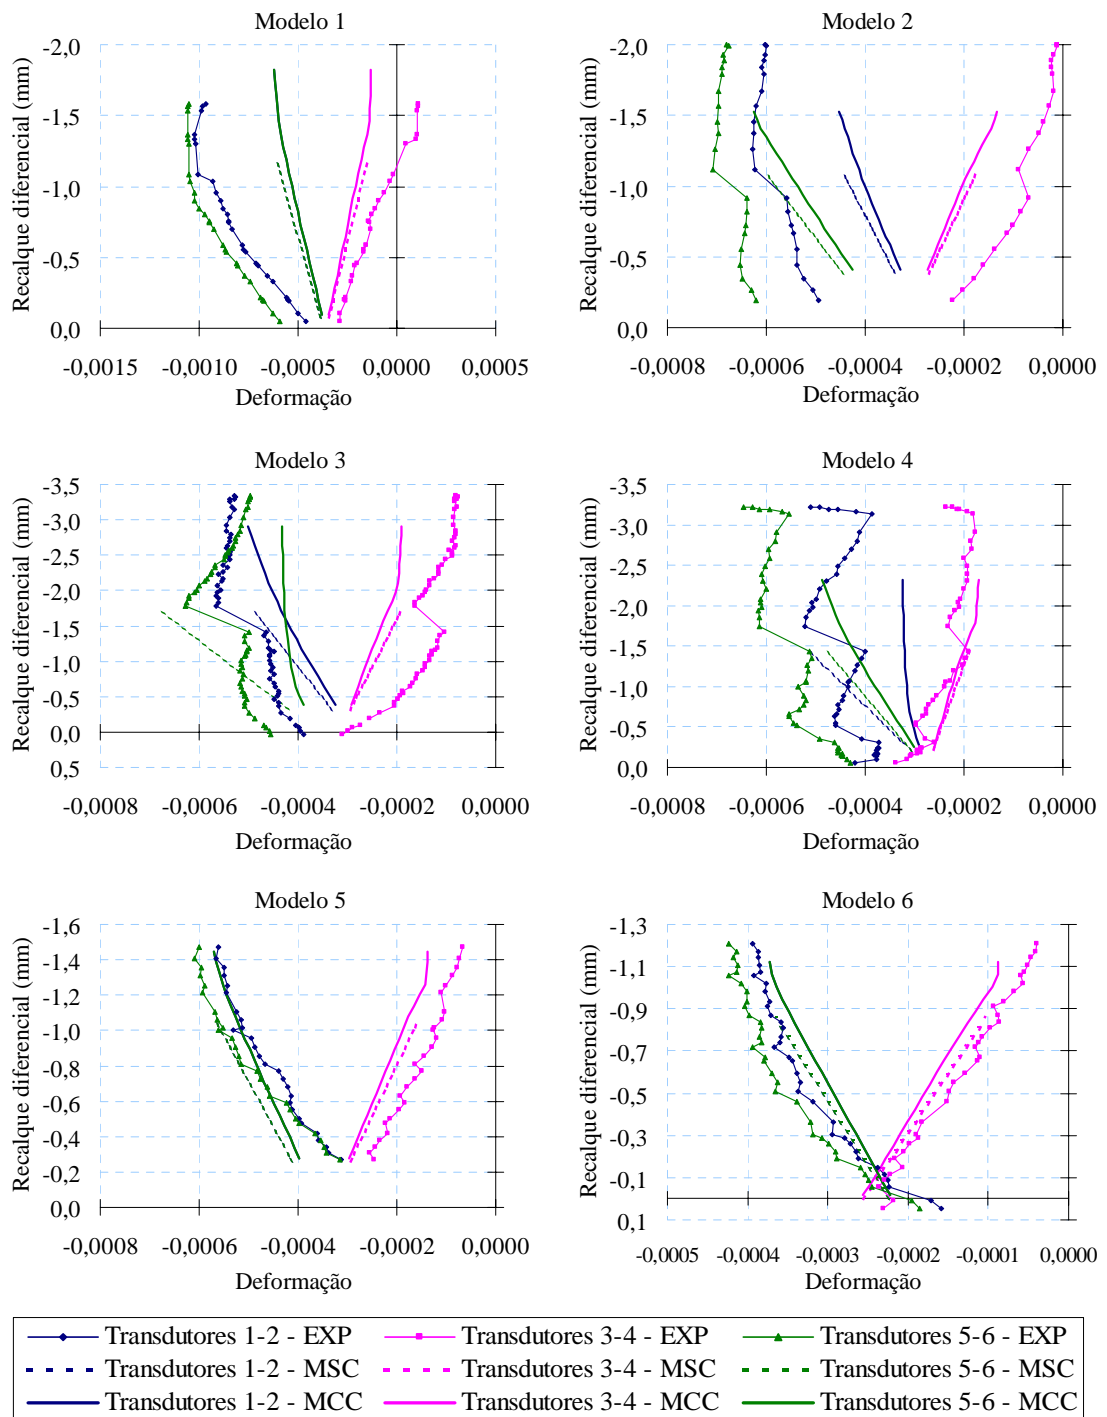 Modelo 1
Recalque diferencial (mm)
-2,0
-1,5
-1,0
-0,5
0,0
-0,0015 -0,0010 -0,0005 0,0000 0,0005
Deformação
Modelo 2
Recalque diferencial (mm)
-2,0
-1,5
-1,0
-0,5
0,0
-0,0008 -0,0006 -0,0004 -0,0002 0,0000
Deformação
Modelo 3
Recalque diferencial (mm)
-3,5
-3,0
-2,5
-2,0
-1,5
-1,0
-0,5
0,0
0,5
-0,0008 -0,0006 -0,0004 -0,0002 0,0000
Deformação
Modelo 4
Recalque diferencial (mm)
-3,5
-3,0
-2,5
-2,0
-1,5
-1,0
-0,5
0,0
-0,0008 -0,0006 -0,0004 -0,0002 0,0000
Deformação
Modelo 5
Recalque diferencial (mm)
-1,6
-1,4
-1,2
-1,0
-0,8
-0,6
-0,4
-0,2
0,0
-0,0008 -0,0006 -0,0004 -0,0002 0,0000
Deformação
Modelo 6
Recalque diferencial (mm)
-1,3
-1,1
-0,9
-0,7
-0,5
-0,3
-0,1
0,1
-0,0005 -0,0004 -0,0003 -0,0002 -0,0001 0,0000
Deformação
Transdutores 1-2 - EXP Transdutores 3-4 - EXP Transdutores 5-6 - EXP
Transdutores 1-2 - MSC Transdutores 3-4 - MSC Transdutores 5-6 - MSC
Transdutores 1-2 - MCC Transdutores 3-4 - MCC Transdutores 5-6 - MCC